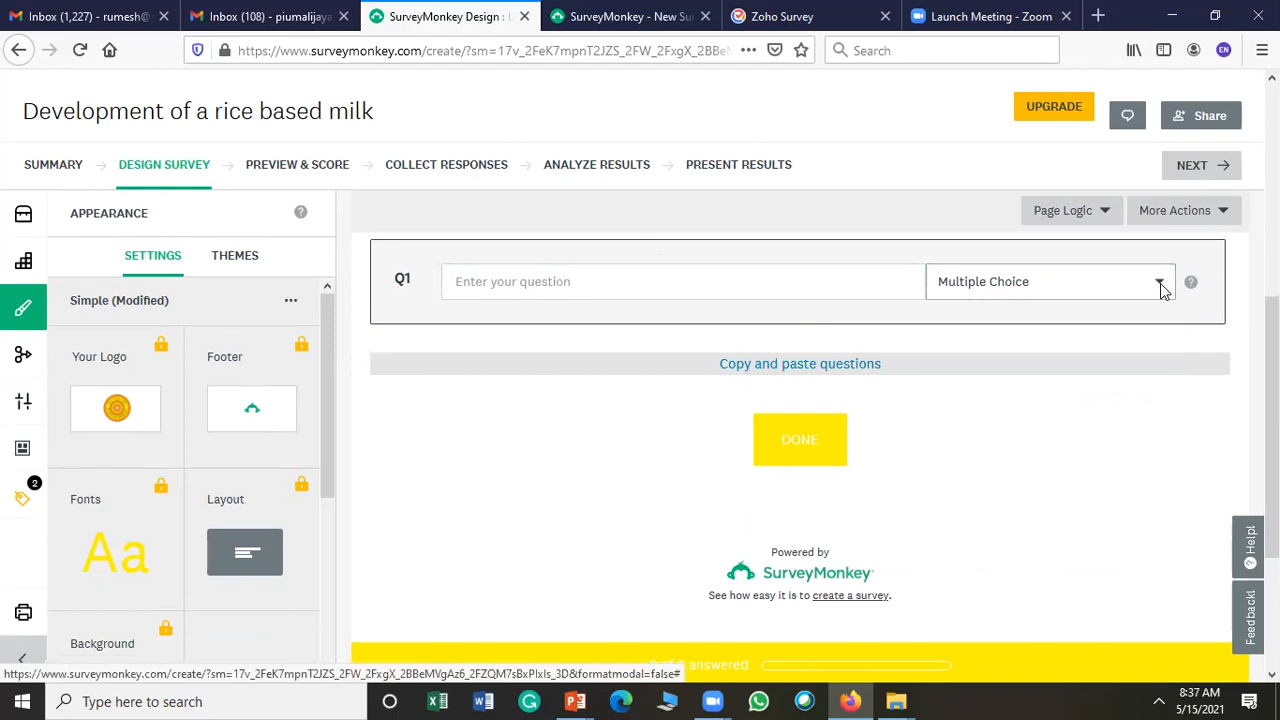 Inbox (1,227) - rumesh@
Inbox (108) - piumalijaya
SurveyMonkey Design : 
SurveyMonkey - New Su
Zoho Survey
Launch Meeting - Zoom
https://www.surveymonkey.com/create/?sm=17v_2FeK7mpnT2JZS_2FW_2FxgX_2BBe
Search
EN
Development of a rice based milk
UPGRADE
Share
SUMMARY
DESIGN SURVEY
PREVIEW & SCORE
COLLECT RESPONSES
ANALYZE RESULTS
PRESENT RESULTS
NEXT
APPEARANCE
Page Logic
More Actions
SETTINGS
THEMES
Q1
Enter your question
Multiple Choice
Simple (Modified)
Your Logo
Footer
Copy and paste questions
DONE
2
Fonts
Layout
Aa
Help!
Powered by
SurveyMonkey
See how easy it is to create a survey.
Feedback!
Background
answered
https://www.surveymonkey.com/create/?sm=17v_2FeK7mpnT2JZS_2FW_2FxgX_2BBeMVgAz6_2FZQM7sBxPIxIs_3D&formatmodal=false#
Type here to search
8:37 AM
5/15/2021